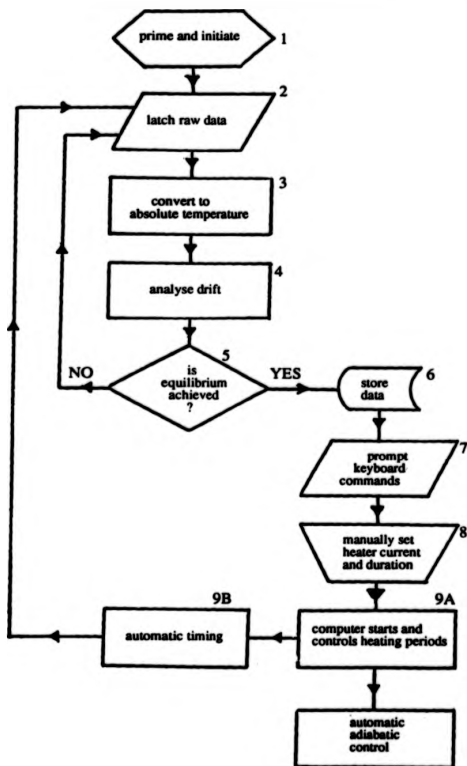 prime and initiate
1
2
latch raw data
3
convert to
absolute temperature
4
analyse drift
5
NO
is
equilibrium
achieved
?
YES
store
data
6
7
prompt
keyboard
commands
8
manually set
heater current
and duration
9B
automatic timing
9A
computer starts and
controls heating periods
automatic
adiabatic
control